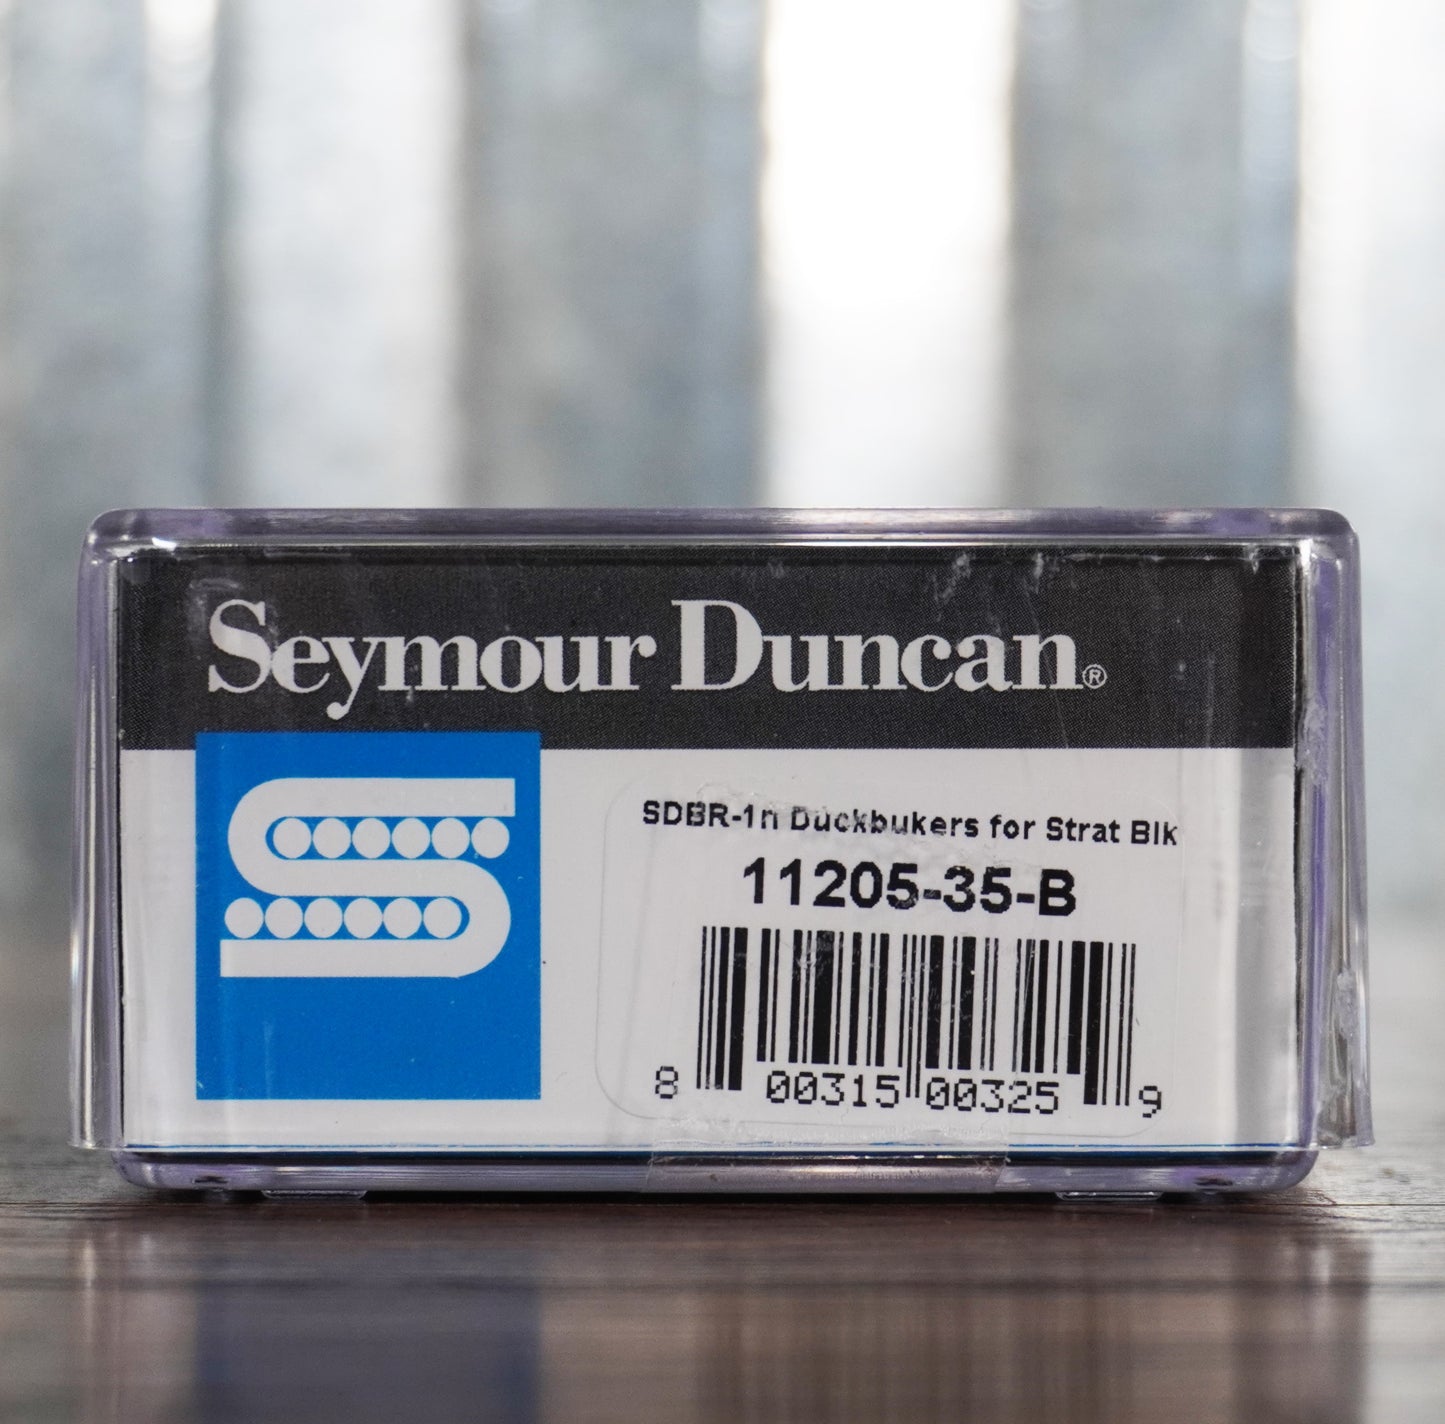 Seymour Duncan®
SDBR-1n Duckbukers for Strat Blk
11205-35-B
8 00315 00325 9